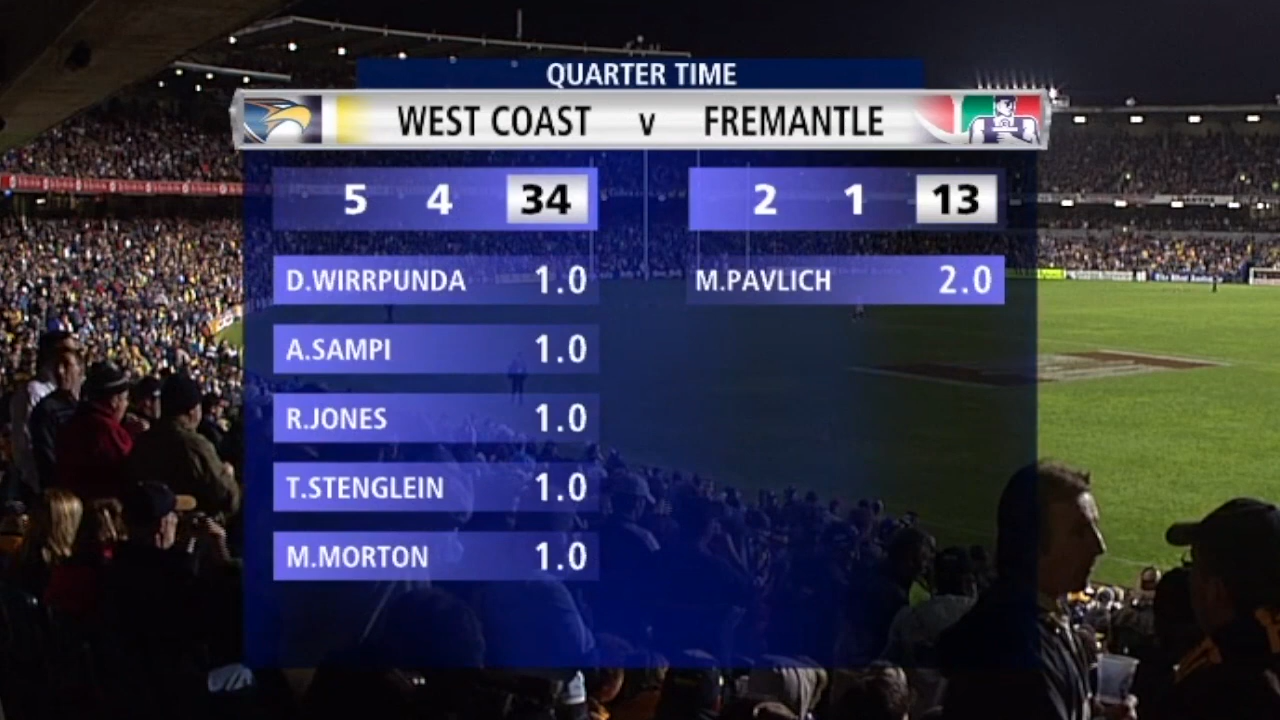 QUARTER TIME
WEST COAST v FREMANTLE
5 4 34
2 1 13
D.WIRRPUNDA 1.0
M.PAVLICH 2.0
A.SAMPI 1.0
R.JONES 1.0
T.STENGLEIN 1.0
M.MORTON 1.0